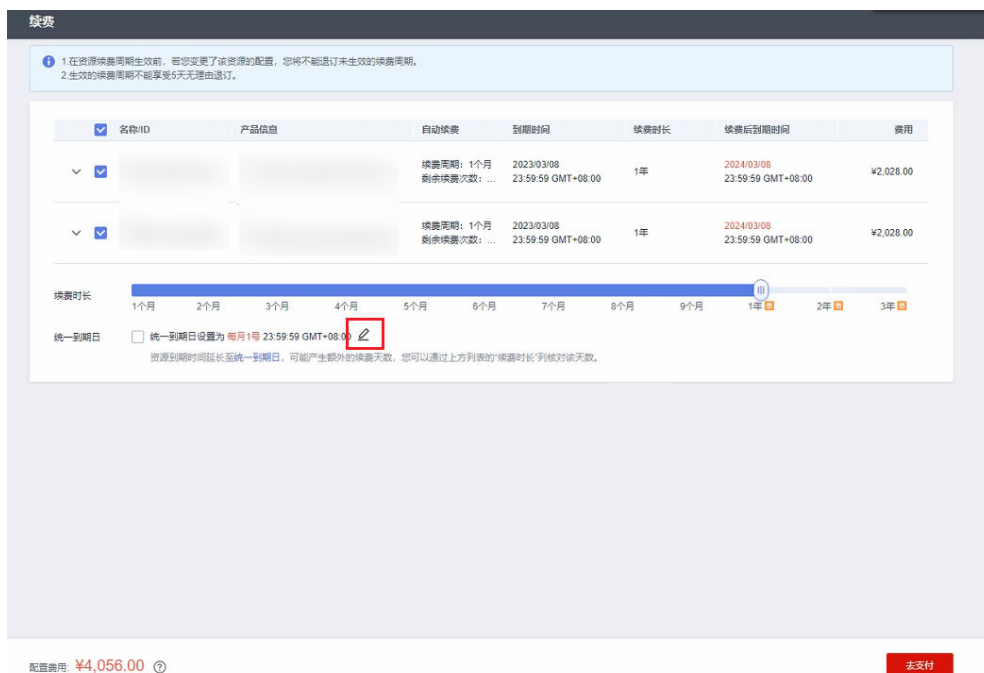 续费
1.在资源续费周期生效前，若您变更了该资源的配置，您将不能退订未生效的续费周期。
2.生效的续费周期不能享受5天无理由退订。
名称/ID 产品信息 自动续费 到期时间 续费时长 续费后到期时间 费用
续费周期：1个月 2023/03/08 1年 2024/03/08 ¥2,028.00
剩余续费次数：... 23:59:59 GMT+08:00 23:59:59 GMT+08:00
续费周期：1个月 2023/03/08 1年 2024/03/08 ¥2,028.00
剩余续费次数：... 23:59:59 GMT+08:00 23:59:59 GMT+08:00
续费时长
1个月 2个月 3个月 4个月 5个月 6个月 7个月 8个月 9个月 1年 2年 3年
统一到期日 统一到期日设置为 每月1号 23:59:59 GMT+08:00
资源到期时间延长至统一到期日，可能产生额外的续费天数，您可以通过上方列表的“续费时长”列核对该天数。
配置费用: ¥4,056.00
去支付